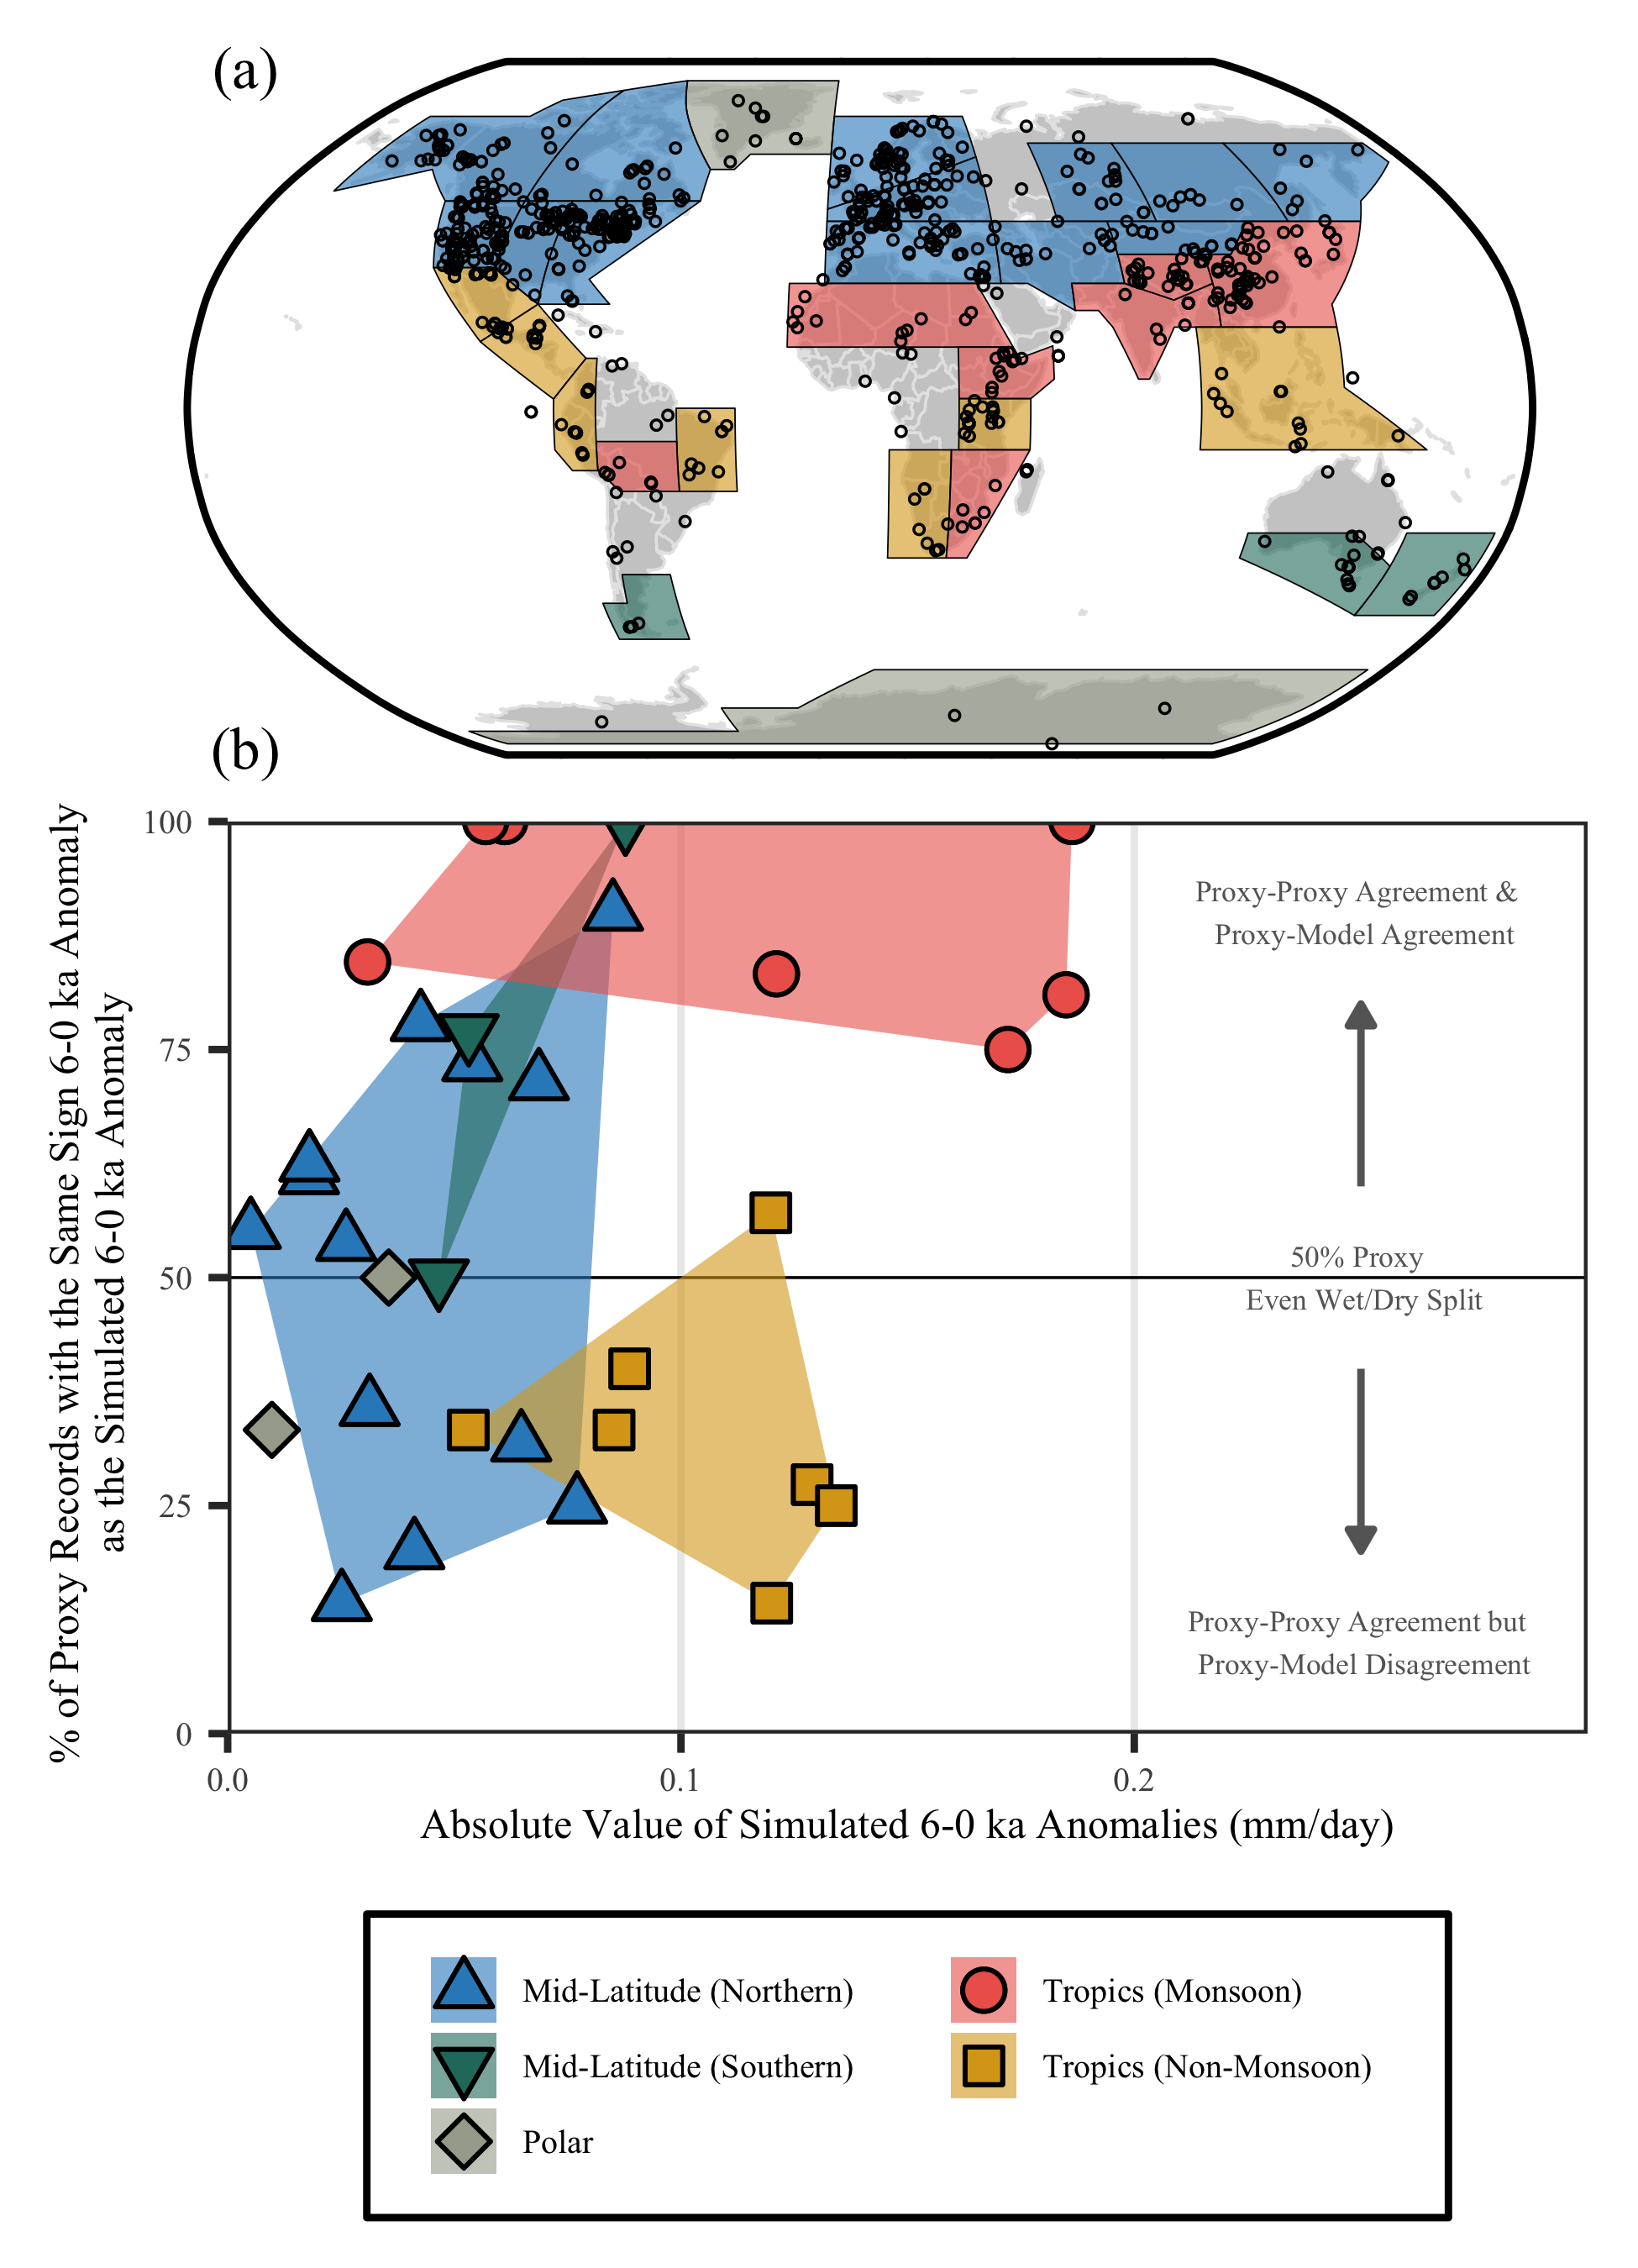 (a)
(b)
% of Proxy Records with the Same Sign 6-0 ka Anomaly
as the Simulated 6-0 ka Anomaly
100
75
50
25
0
Proxy-Proxy Agreement &
Proxy-Model Agreement
50% Proxy
Even Wet/Dry Split
Proxy-Proxy Agreement but
Proxy-Model Disagreement
0.0
0.1
0.2
Absolute Value of Simulated 6-0 ka Anomalies (mm/day)
Mid-Latitude (Northern)
Tropics (Monsoon)
Mid-Latitude (Southern)
Tropics (Non-Monsoon)
Polar